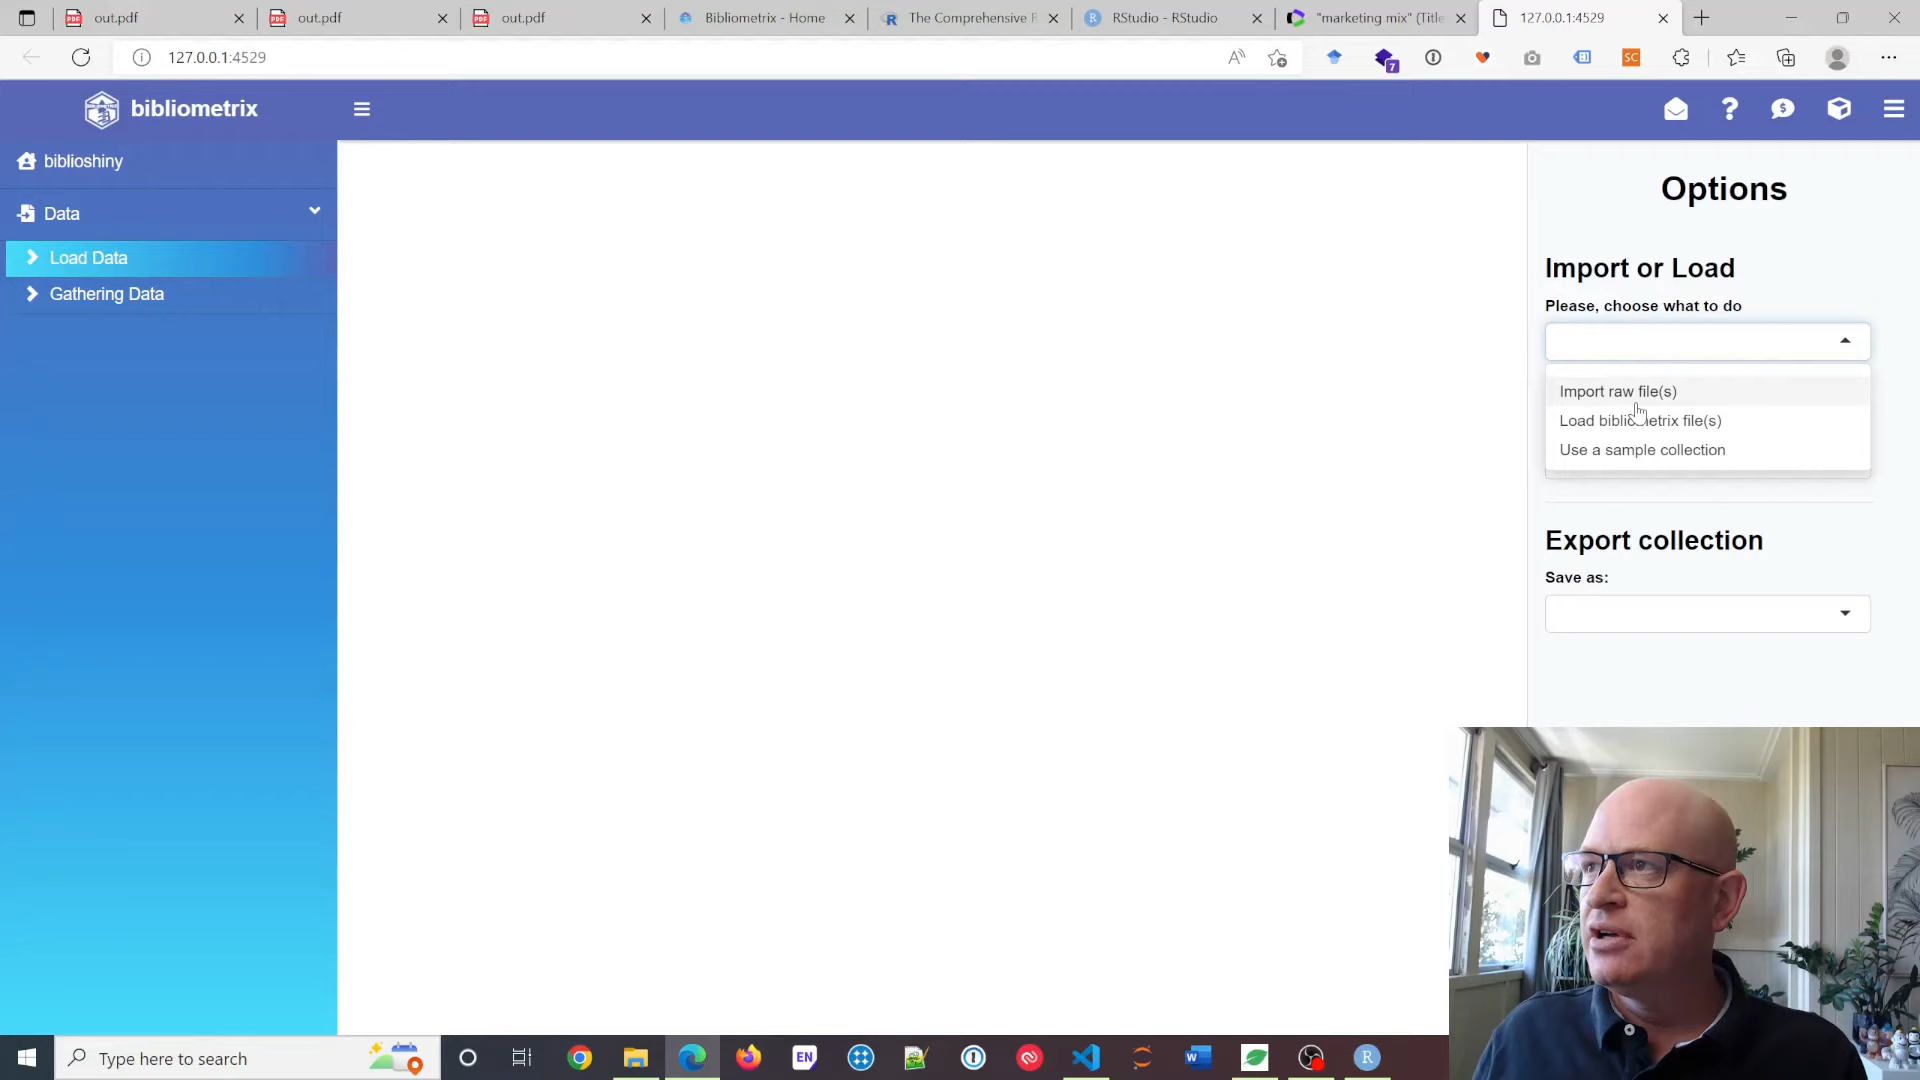 out.pdf
out.pdf
out.pdf
Bibliometrix - Home
The Comprehensive R
RStudio - RStudio
"marketing mix" (Title
127.0.0.1:4529
127.0.0.1:4529
7
SC
bibliometrix
biblioshiny
Data
Load Data
Gathering Data
Options
Import or Load
Please, choose what to do
Import raw file(s)
Load bibliometrix file(s)
Use a sample collection
Export collection
Save as:
Type here to search
EN